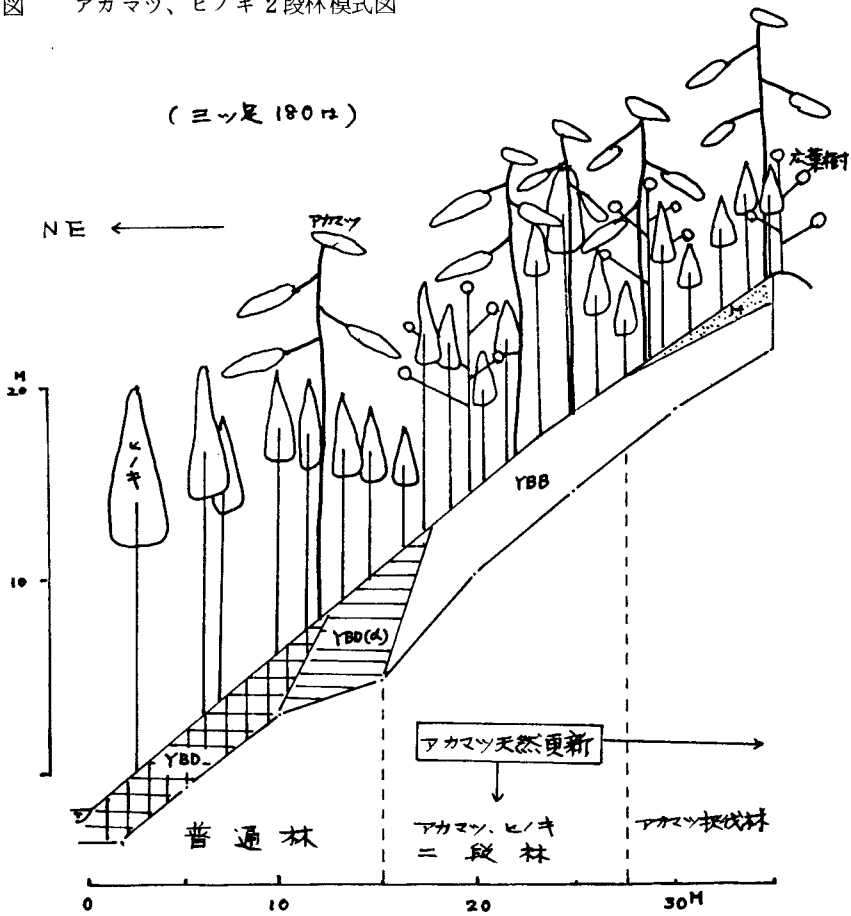 図 アカマツ、ヒノキ2段林模式図
(三ッ足180
NE
アカマツ
広葉樹
M
20
ヒノキ
10
M
YBB
YBD(d)
YBD-
アカマツ天然更新
普通林
アカマツ、ヒノキ
二段林
アカマツ択伐林
0 10 20 30M